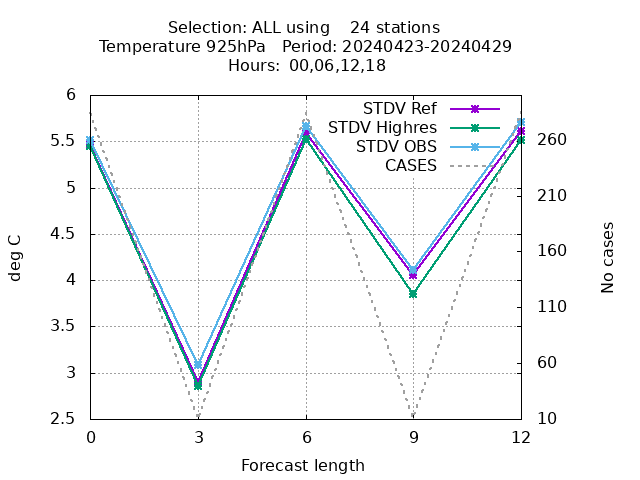 Selection: ALL using    24 stations
Temperature 925hPa   Period: 20240423-20240429
Hours: 00,06,12,18
6
5.5
5
4.5
4
3.5
3
2.5
deg C
STDV Ref
STDV Highres
STDV OBS
CASES
260
210
160
110
60
10
No cases
0 3 6 9 12
Forecast length